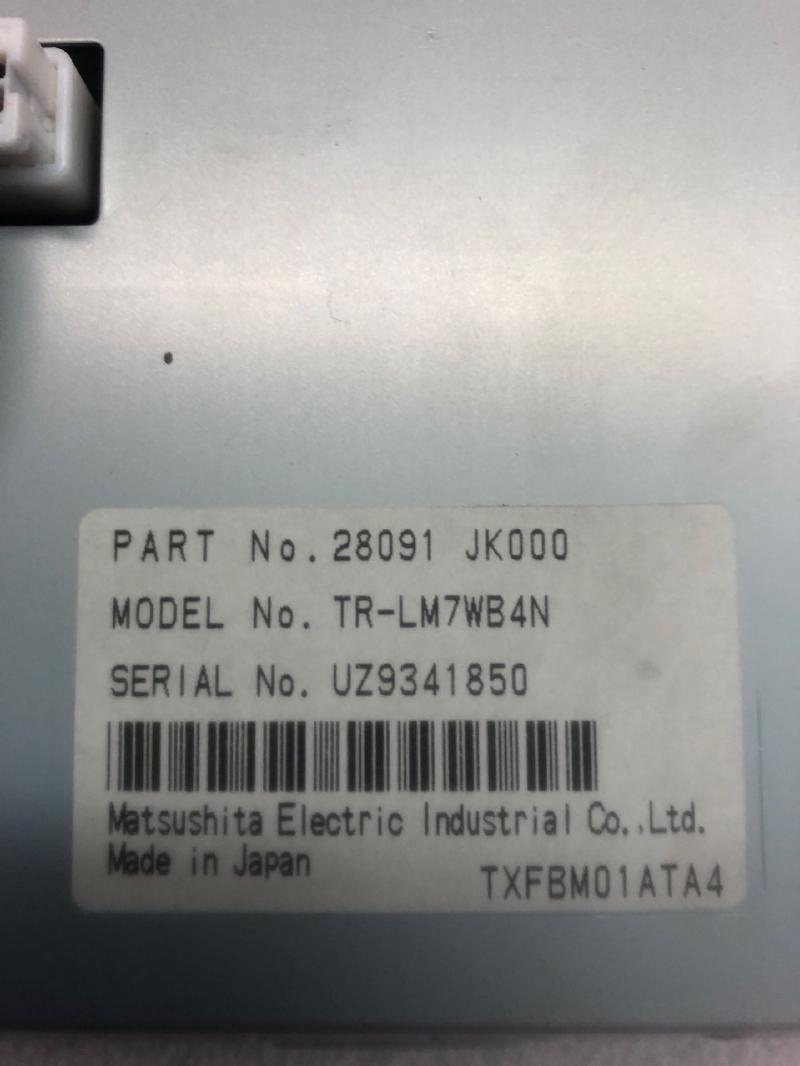 PART No. 28091 JK000
MODEL No. TR-LM7WB4N
SERIAL No. UZ9341850
Matsushita Electric Industrial Co.,Ltd.
Made in Japan
TXFBM01ATA4